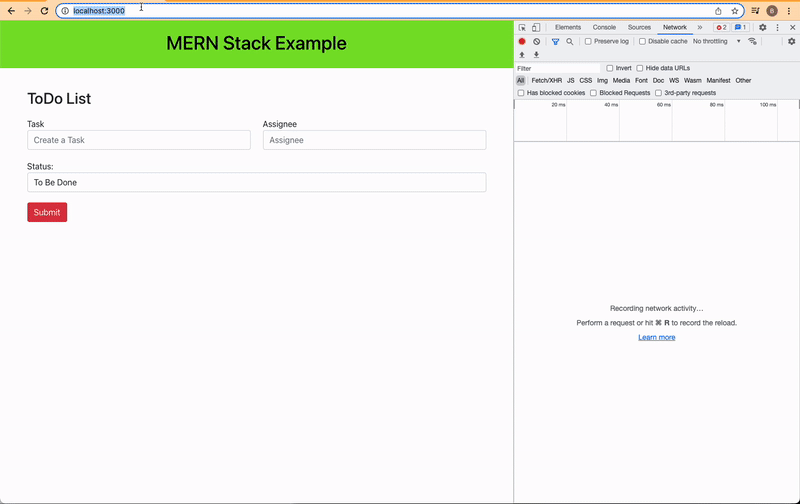 localhost:3000
B
MERN Stack Example
ToDo List
Task
Assignee
Create a Task
Assignee
Status:
To Be Done
Submit
Elements Console Sources Network » 2 1
Preserve log Disable cache No throttling
Filter Invert Hide data URLs
All Fetch/XHR JS CSS Img Media Font Doc WS Wasm Manifest Other
Has blocked cookies Blocked Requests 3rd-party requests
20 ms 40 ms 60 ms 80 ms 100 ms
Recording network activity…
Perform a request or hit ⌘ R to record the reload.
Learn more